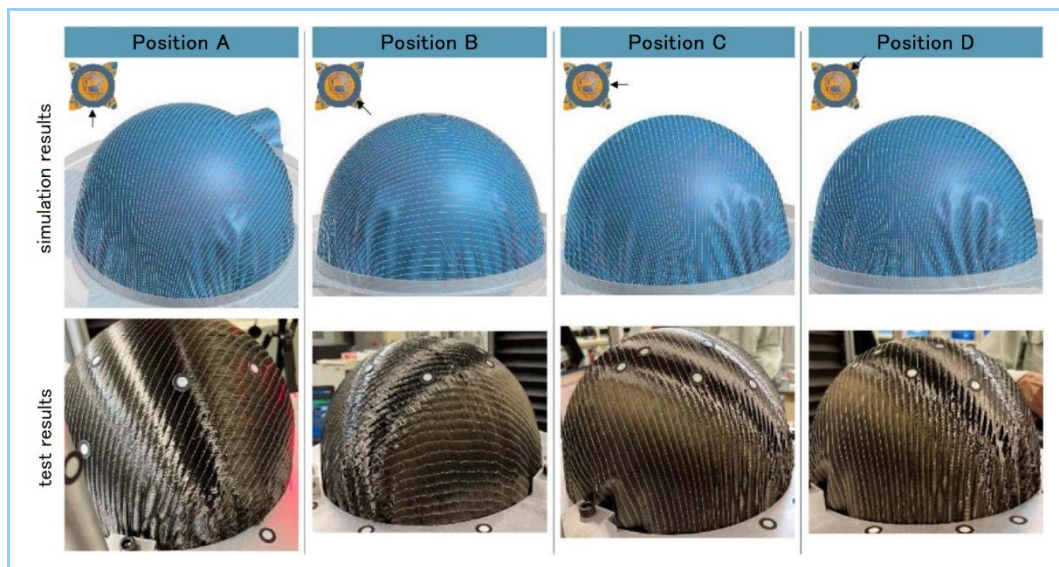 Position A
Position B
Position C
Position D
simulation results
test results